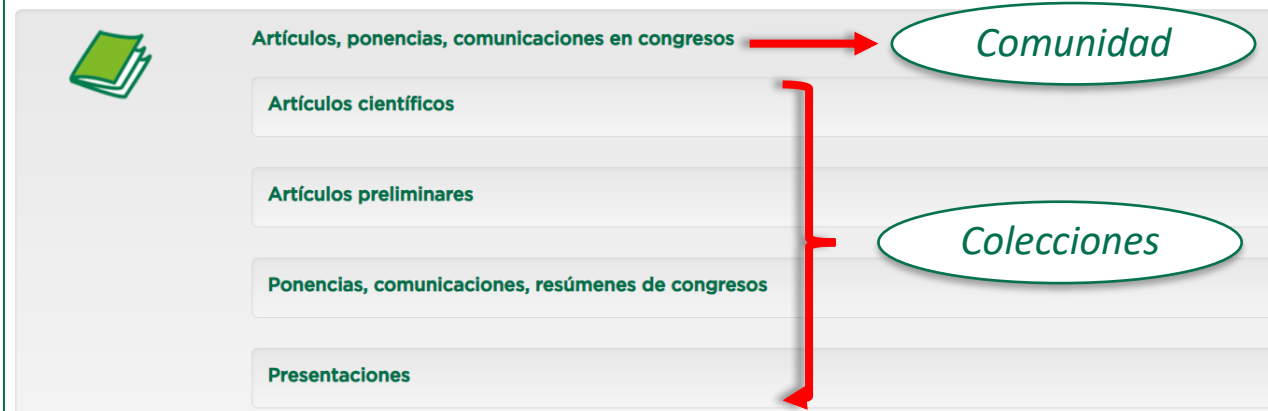 Artículos, ponencias, comunicaciones en congresos
Comunidad
Artículos científicos
Artículos preliminares
Colecciones
Ponencias, comunicaciones, resúmenes de congresos
Presentaciones